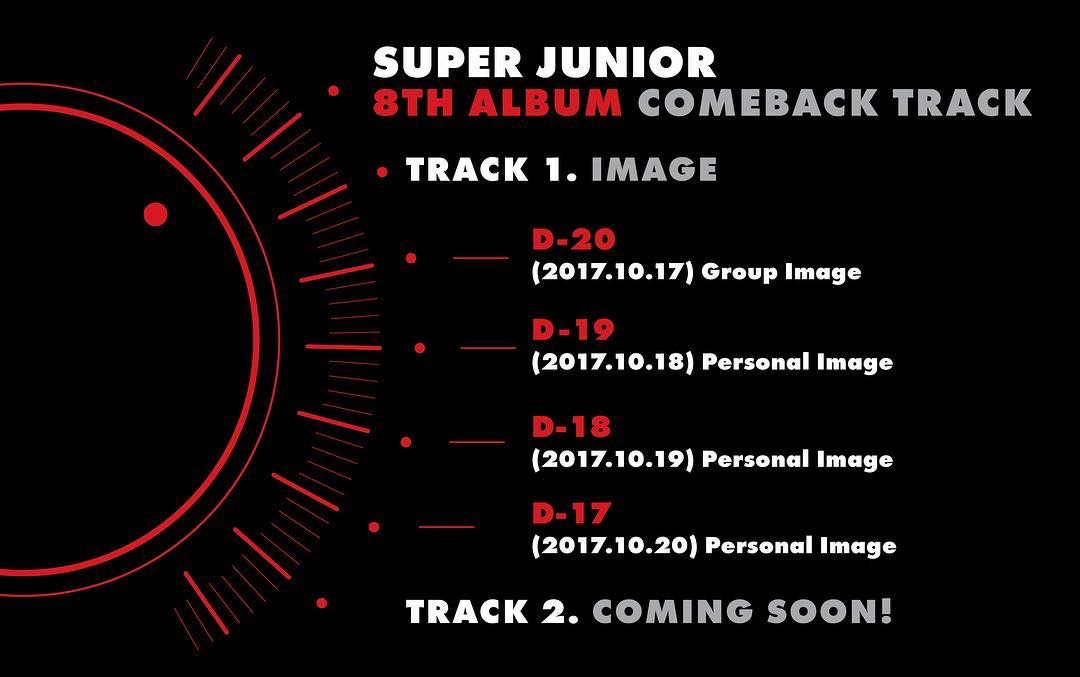 SUPER JUNIOR
8TH ALBUM COMEBACK TRACK
TRACK 1. IMAGE
D-20
(2017.10.17) Group Image
D-19
(2017.10.18) Personal Image
D-18
(2017.10.19) Personal Image
D-17
(2017.10.20) Personal Image
TRACK 2. COMING SOON!